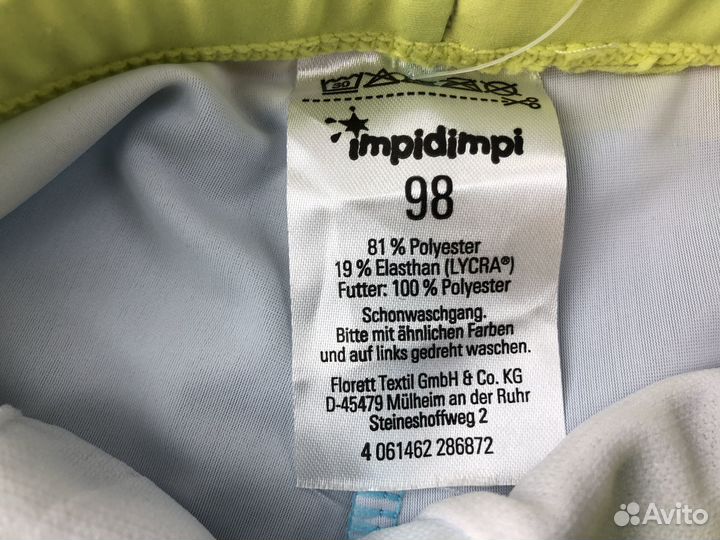 30
impidimpi
98
81 % Polyester
19 % Elasthan (LYCRA®)
Futter: 100 % Polyester
Schonwaschgang.
Bitte mit ähnlichen Farben
und auf links gedreht waschen.
Florett Textil GmbH & Co. KG
D-45479 Mülheim an der Ruhr
Steineshoffweg 2
4 061462 286872
Avito